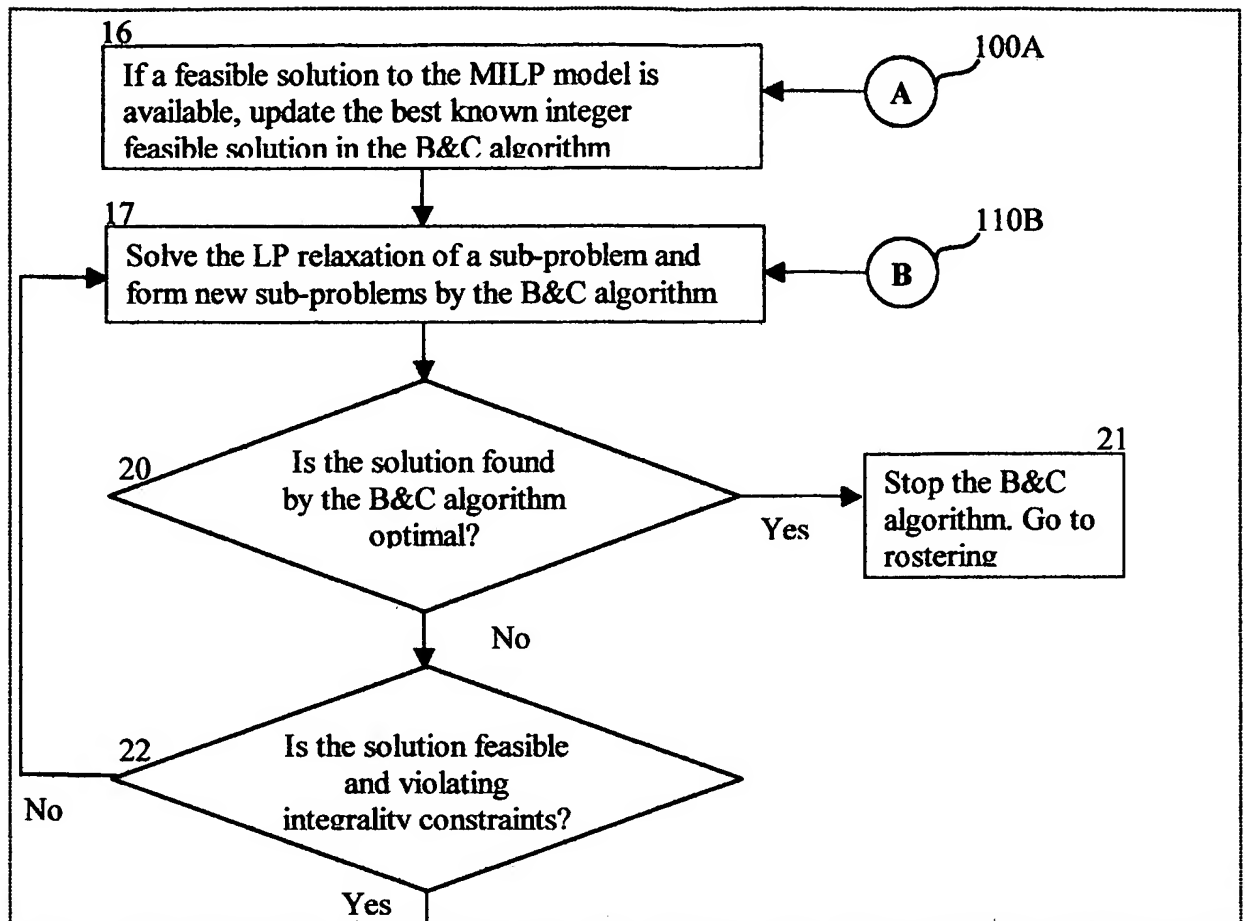 16
If a feasible solution to the MILP model is
available, update the best known integer
feasible solution in the B&C algorithm
A
100A
17
Solve the LP relaxation of a sub-problem and
form new sub-problems by the B&C algorithm
B
110B
20
Is the solution found
by the B&C algorithm
optimal?
Yes
21
Stop the B&C
algorithm. Go to
rostering
No
22
Is the solution feasible
and violating
integrality constraints?
No
Yes